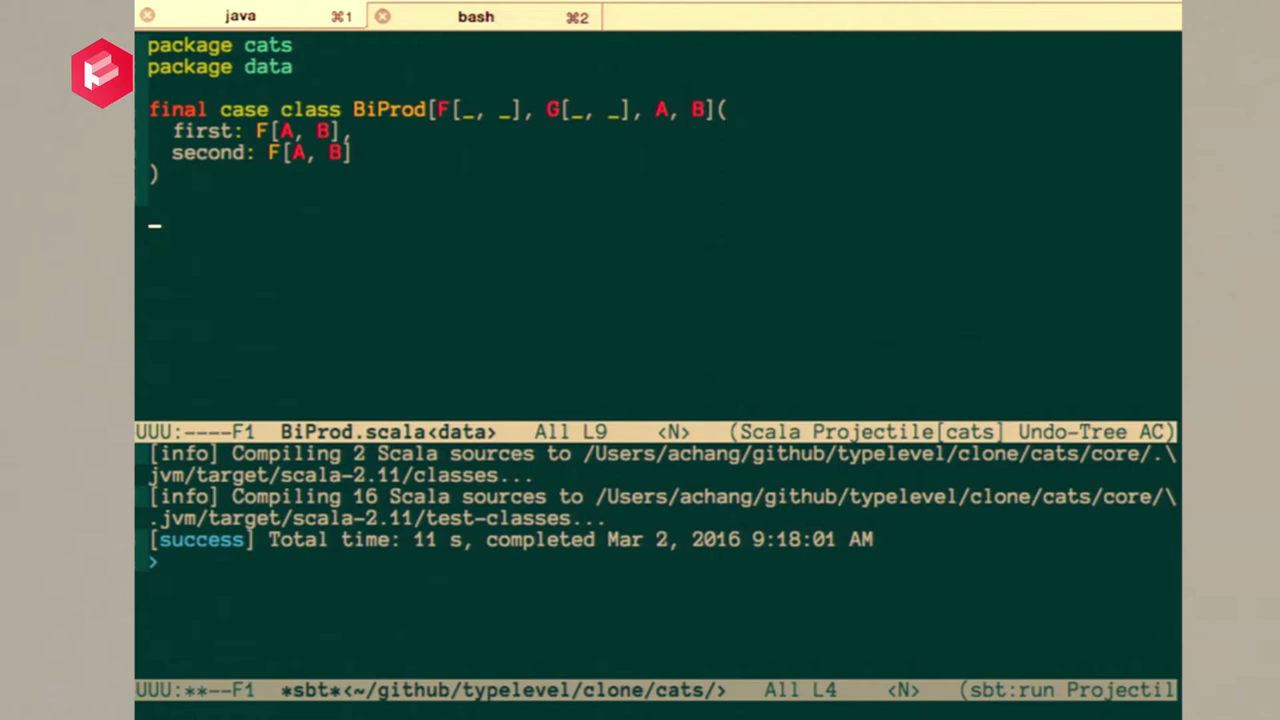 java ⌘1 bash ⌘2
package cats
package data
final case class BiProd[F[_, _], G[_, _], A, B](
first: F[A, B],
second: F[A, B]
)
UUU:----F1 BiProd.scala<data> All L9 <N> (Scala Projectile[cats] Undo-Tree AC)
[info] Compiling 2 Scala sources to /Users/achang/github/typelevel/clone/cats/core/.\
jvm/target/scala-2.11/classes...
[info] Compiling 16 Scala sources to /Users/achang/github/typelevel/clone/cats/core/\
.jvm/target/scala-2.11/test-classes...
[success] Total time: 11 s, completed Mar 2, 2016 9:18:01 AM
>
UUU:**--F1 *sbt*<~/github/typelevel/clone/cats/> All L4 <N> (sbt:run Projectil